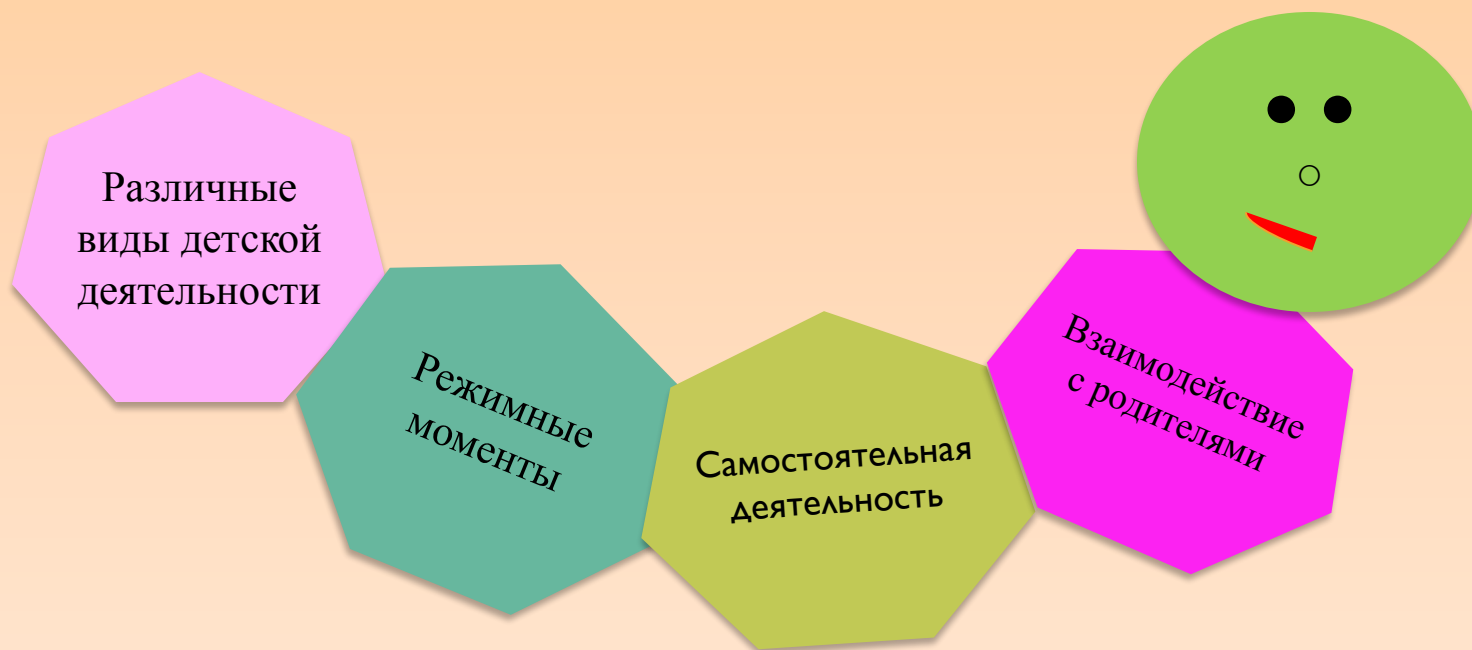 Различные
виды детской
деятельности
Режимные
моменты
Самостоятельная
деятельность
Взаимодействие
с родителями